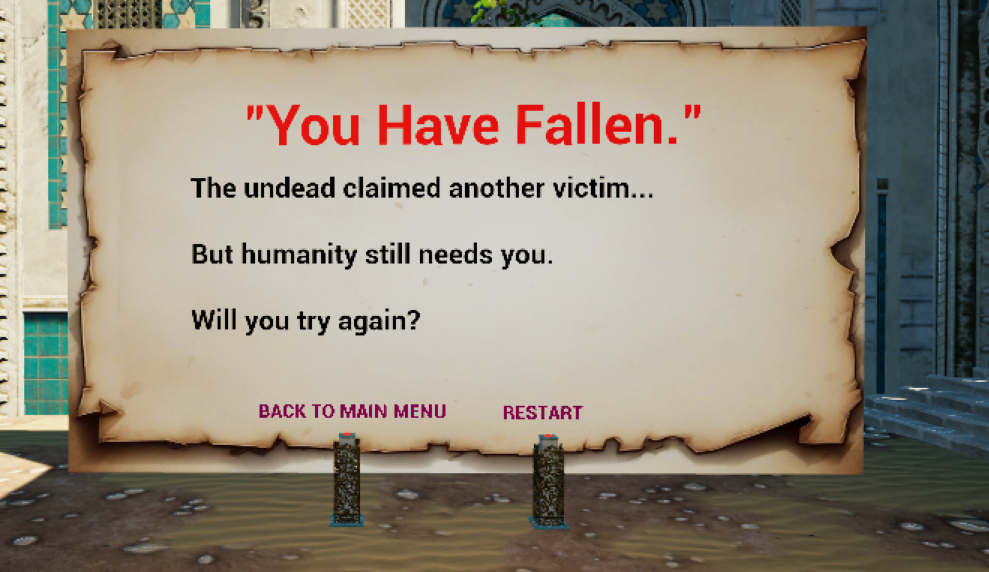 "You Have Fallen."
The undead claimed another victim...
But humanity still needs you.
Will you try again?
BACK TO MAIN MENU RESTART